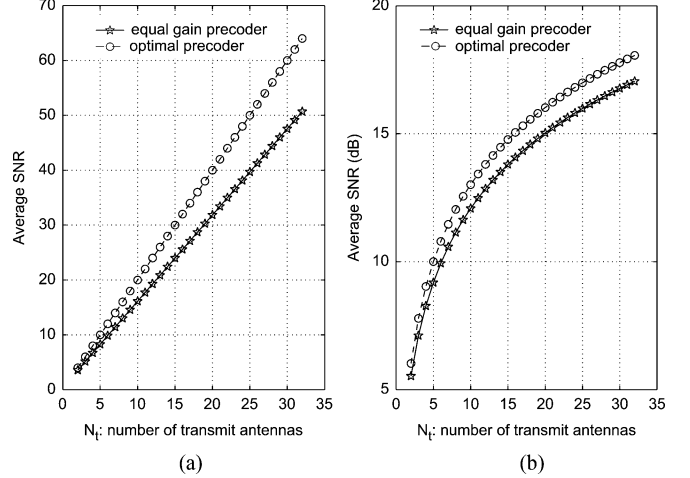 70
60
50
40
30
20
10
0
Average SNR
equal gain precoder
optimal precoder
0 5 10 15 20 25 30 35
Nt: number of transmit antennas
(a)
20
15
10
5
Average SNR (dB)
equal gain precoder
optimal precoder
0 5 10 15 20 25 30 35
Nt: number of transmit antennas
(b)